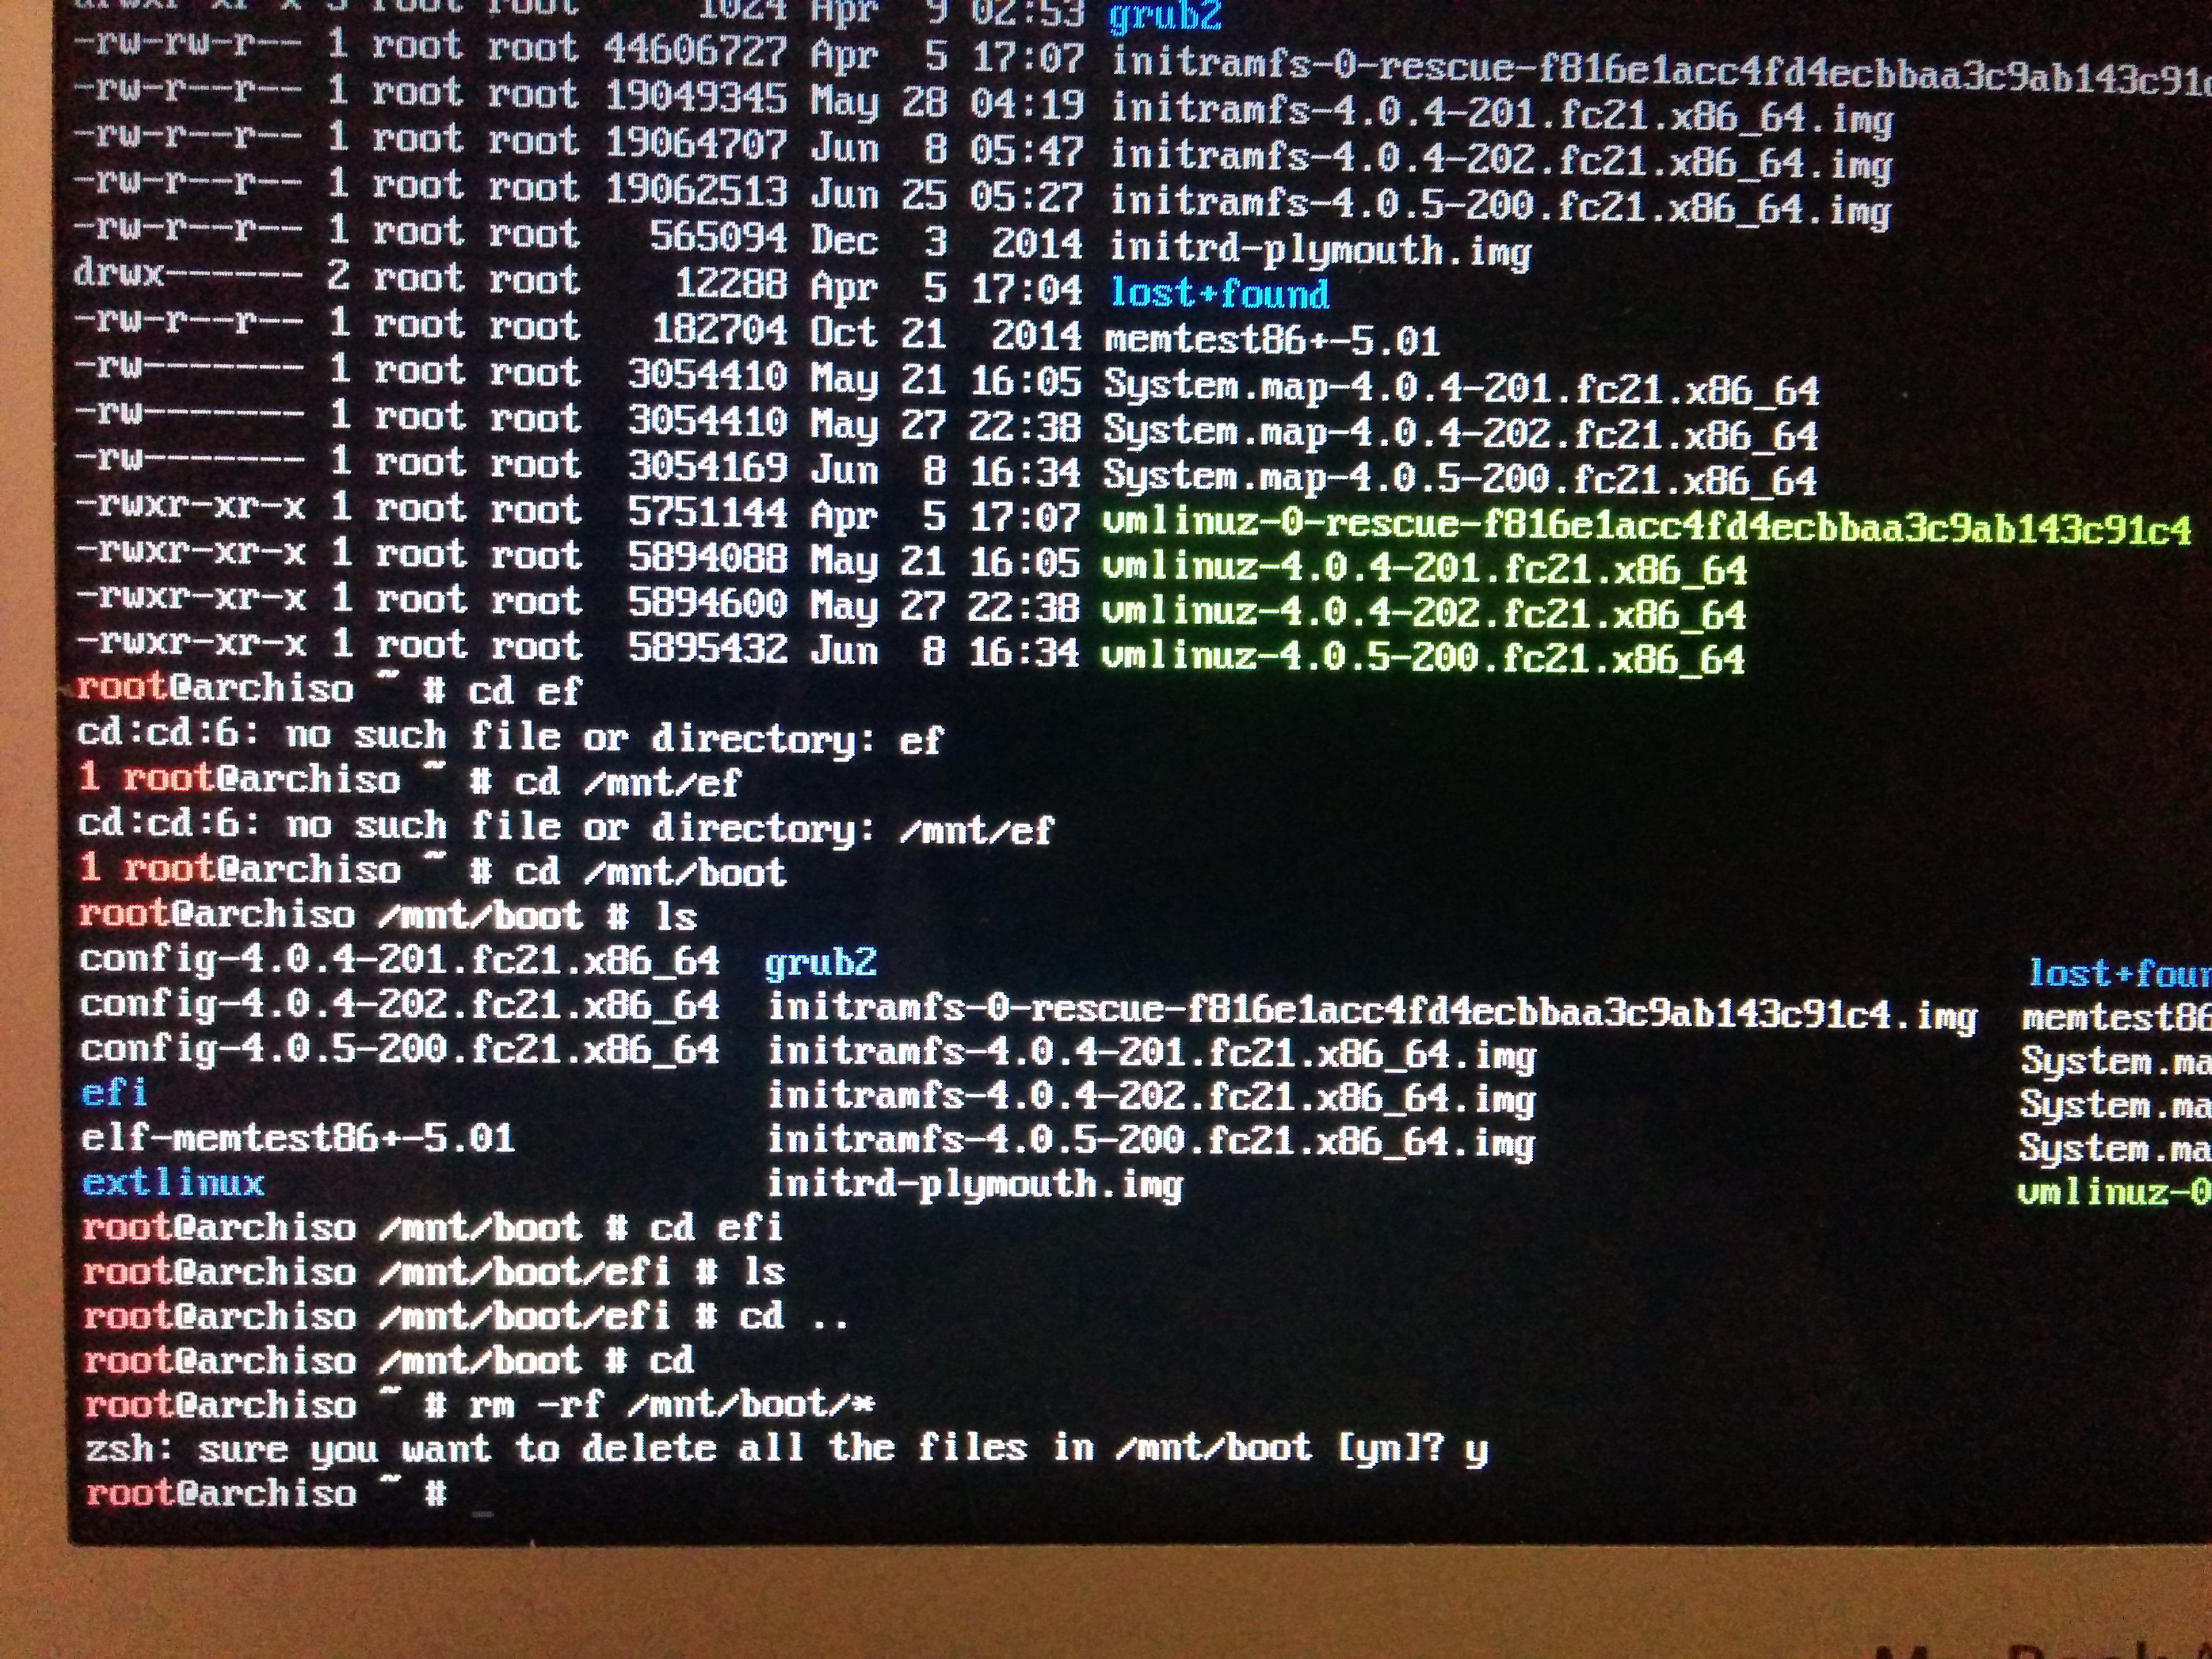 drwxr-xr-x 3 root root 1024 Apr 9 02:53 grub2
-rw-rw-r-- 1 root root 44606727 Apr 5 17:07 initramfs-0-rescue-f816e1acc4fd4ecbbaa3c9ab143c91c
-rw-r--r-- 1 root root 19049345 May 28 04:19 initramfs-4.0.4-201.fc21.x86_64.img
-rw-r--r-- 1 root root 19064707 Jun 8 05:47 initramfs-4.0.4-202.fc21.x86_64.img
-rw-r--r-- 1 root root 19062513 Jun 25 05:27 initramfs-4.0.5-200.fc21.x86_64.img
-rw-r--r-- 1 root root 565094 Dec 3 2014 initrd-plymouth.img
drwx------ 2 root root 12288 Apr 5 17:04 lost+found
-rw-r--r-- 1 root root 182704 Oct 21 2014 memtest86+-5.01
-rw------- 1 root root 3054410 May 21 16:05 System.map-4.0.4-201.fc21.x86_64
-rw------- 1 root root 3054410 May 27 22:38 System.map-4.0.4-202.fc21.x86_64
-rw------- 1 root root 3054169 Jun 8 16:34 System.map-4.0.5-200.fc21.x86_64
-rwxr-xr-x 1 root root 5751144 Apr 5 17:07 vmlinuz-0-rescue-f816e1acc4fd4ecbbaa3c9ab143c91c4
-rwxr-xr-x 1 root root 5894088 May 21 16:05 vmlinuz-4.0.4-201.fc21.x86_64
-rwxr-xr-x 1 root root 5894600 May 27 22:38 vmlinuz-4.0.4-202.fc21.x86_64
-rwxr-xr-x 1 root root 5895432 Jun 8 16:34 vmlinuz-4.0.5-200.fc21.x86_64
root@archiso ~ # cd ef
cd:cd:6: no such file or directory: ef
1 root@archiso ~ # cd /mnt/ef
cd:cd:6: no such file or directory: /mnt/ef
1 root@archiso ~ # cd /mnt/boot
root@archiso /mnt/boot # ls
config-4.0.4-201.fc21.x86_64 grub2 lost+foun
config-4.0.4-202.fc21.x86_64 initramfs-0-rescue-f816e1acc4fd4ecbbaa3c9ab143c91c4.img memtest86
config-4.0.5-200.fc21.x86_64 initramfs-4.0.4-201.fc21.x86_64.img System.ma
efi initramfs-4.0.4-202.fc21.x86_64.img System.ma
elf-memtest86+-5.01 initramfs-4.0.5-200.fc21.x86_64.img System.ma
extlinux initrd-plymouth.img vmlinuz-0
root@archiso /mnt/boot # cd efi
root@archiso /mnt/boot/efi # ls
root@archiso /mnt/boot/efi # cd ..
root@archiso /mnt/boot # cd
root@archiso ~ # rm -rf /mnt/boot/*
zsh: sure you want to delete all the files in /mnt/boot [yn]? y
root@archiso ~ # _